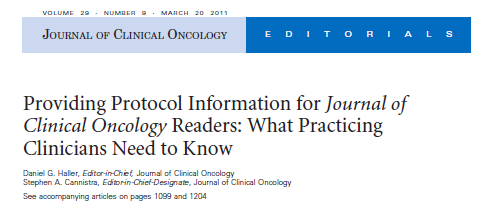 VOLUME 29 · NUMBER 9 · MARCH 20 2011
JOURNAL OF CLINICAL ONCOLOGY
EDITORIALS
Providing Protocol Information for Journal of
Clinical Oncology Readers: What Practicing
Clinicians Need to Know
Daniel G. Haller, Editor-in-Chief, Journal of Clinical Oncology
Stephen A. Cannistra, Editor-in-Chief-Designate, Journal of Clinical Oncology
See accompanying articles on pages 1099 and 1204